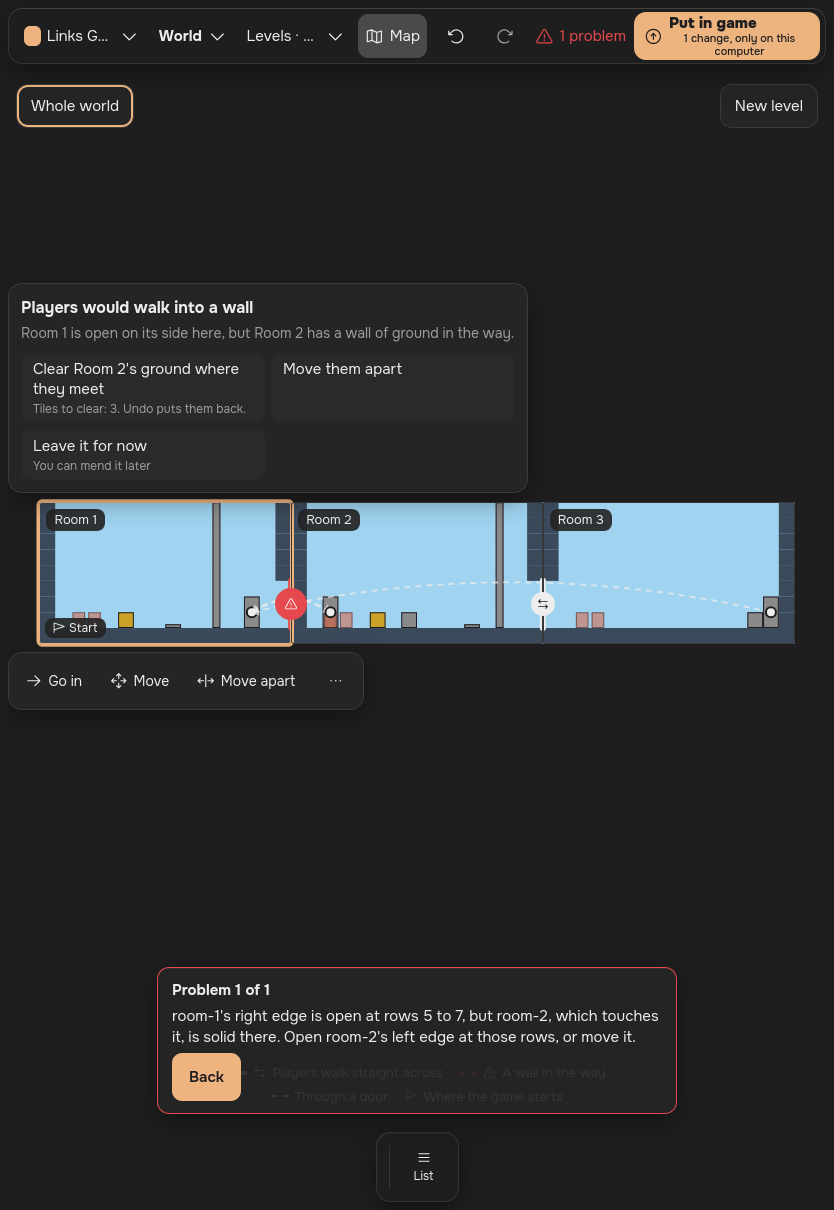 Links G...
World
Levels · ...
Map
1 problem
Put in game
1 change, only on this
computer
Whole world
New level
Players would walk into a wall
Room 1 is open on its side here, but Room 2 has a wall of ground in the way.
Clear Room 2's ground where
they meet
Tiles to clear: 3. Undo puts them back.
Move them apart
Leave it for now
You can mend it later
Room 1
Room 2
Room 3
Start
Go in
Move
Move apart
...
Problem 1 of 1
room-1's right edge is open at rows 5 to 7, but room-2, which touches
it, is solid there. Open room-2's left edge at those rows, or move it.
Back
Players walk straight across
A wall in the way
Through a door
Where the game starts
List